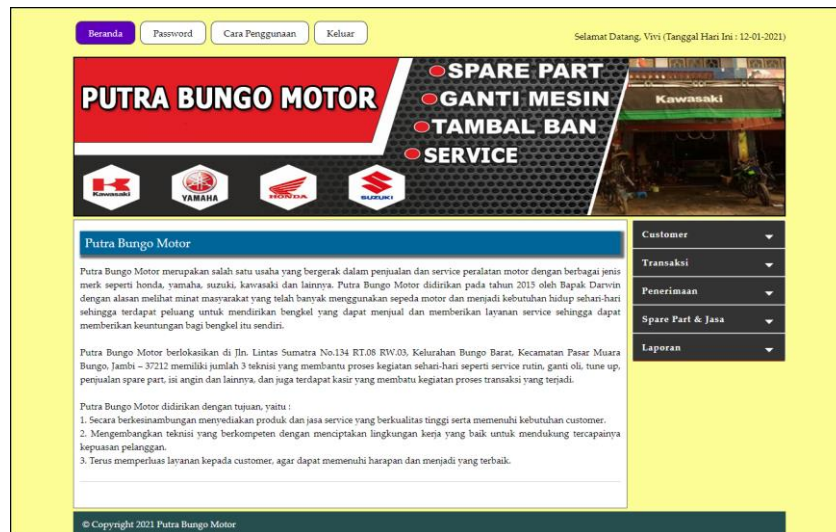 Beranda
Password
Cara Penggunaan
Keluar
Selamat Datang, Vivi (Tanggal Hari Ini : 12-01-2021)
PUTRA BUNGO MOTOR
SPARE PART
GANTI MESIN
TAMBAL BAN
SERVICE
Kawasaki
YAMAHA
HONDA
SUZUKI
Kawasaki
Putra Bungo Motor
Putra Bungo Motor merupakan salah satu usaha yang bergerak dalam penjualan dan service peralatan motor dengan berbagai jenis
merk seperti honda, yamaha, suzuki, kawasaki dan lainnya. Putra Bungo Motor didirikan pada tahun 2015 oleh Bapak Darwin
dengan alasan melihat minat masyarakat yang telah banyak menggunakan sepeda motor dan menjadi kebutuhan hidup sehari-hari
sehingga terdapat peluang untuk mendirikan bengkel yang dapat menjual dan memberikan layanan service sehingga dapat
memberikan keuntungan bagi bengkel itu sendiri.
Putra Bungo Motor berlokasikan di Jln. Lintas Sumatra No.134 RT.08 RW.03, Kelurahan Bungo Barat, Kecamatan Pasar Muara
Bungo, Jambi – 37212 memiliki jumlah 3 teknisi yang membantu proses kegiatan sehari-hari seperti service rutin, ganti oli, tune up,
penjualan spare part, isi angin dan lainnya, dan juga terdapat kasir yang membatu kegiatan proses transaksi yang terjadi.
Putra Bungo Motor didirikan dengan tujuan, yaitu :
1. Secara berkesinambungan menyediakan produk dan jasa service yang berkualitas tinggi serta memenuhi kebutuhan customer.
2. Mengembangkan teknisi yang berkompeten dengan menciptakan lingkungan kerja yang baik untuk mendukung tercapainya
kepuasan pelanggan.
3. Terus memperluas layanan kepada customer, agar dapat memenuhi harapan dan menjadi yang terbaik.
Customer
Transaksi
Penerimaan
Spare Part & Jasa
Laporan
© Copyright 2021 Putra Bungo Motor